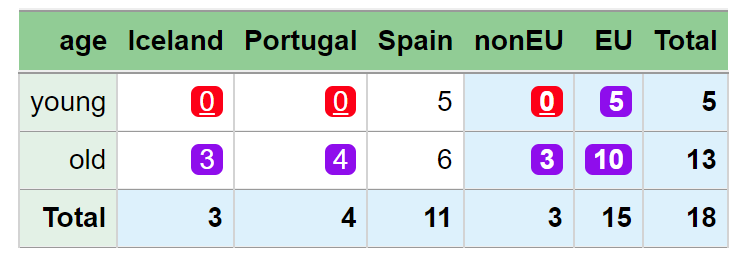 age Iceland Portugal Spain nonEU EU Total
young 0 0 5 0 5 5
old 3 4 6 3 10 13
Total 3 4 11 3 15 18